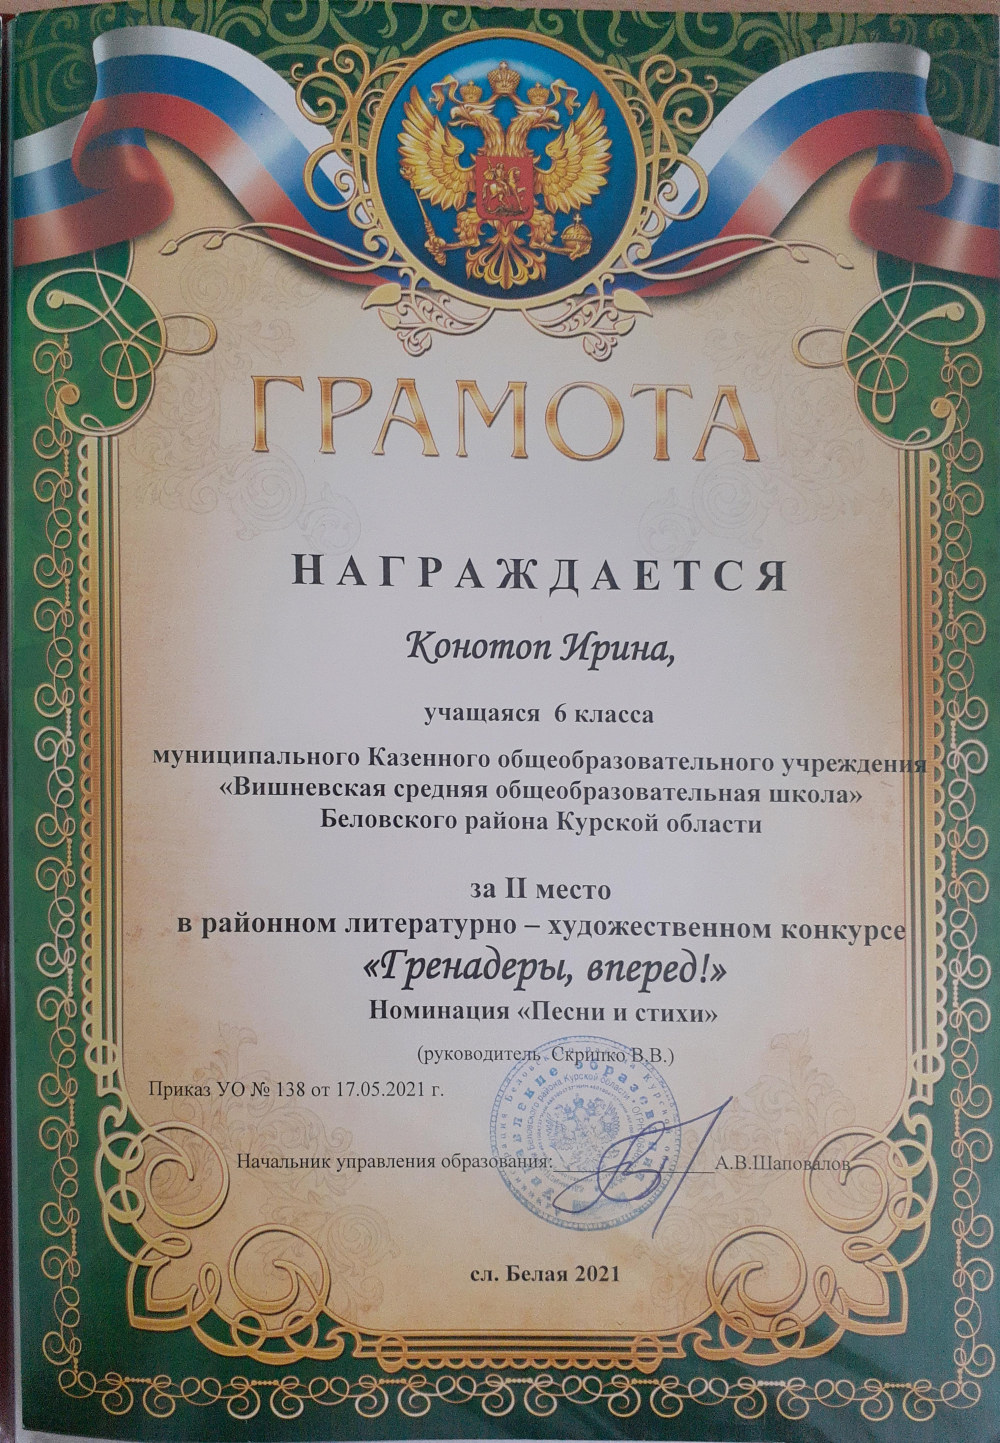 ГРАМОТА
НАГРАЖДАЕТСЯ
Конотоп Ирина,
учащаяся 6 класса
муниципального Казенного общеобразовательного учреждения
«Вишневская средняя общеобразовательная школа»
Беловского района Курской области
за II место
в районном литературно – художественном конкурсе
«Гренадеры, вперед!»
Номинация «Песни и стихи»
(руководитель Скрипко В.В.)
Приказ УО № 138 от 17.05.2021 г.
Начальник управления образования: А.В.Шаповалов
сл. Белая 2021